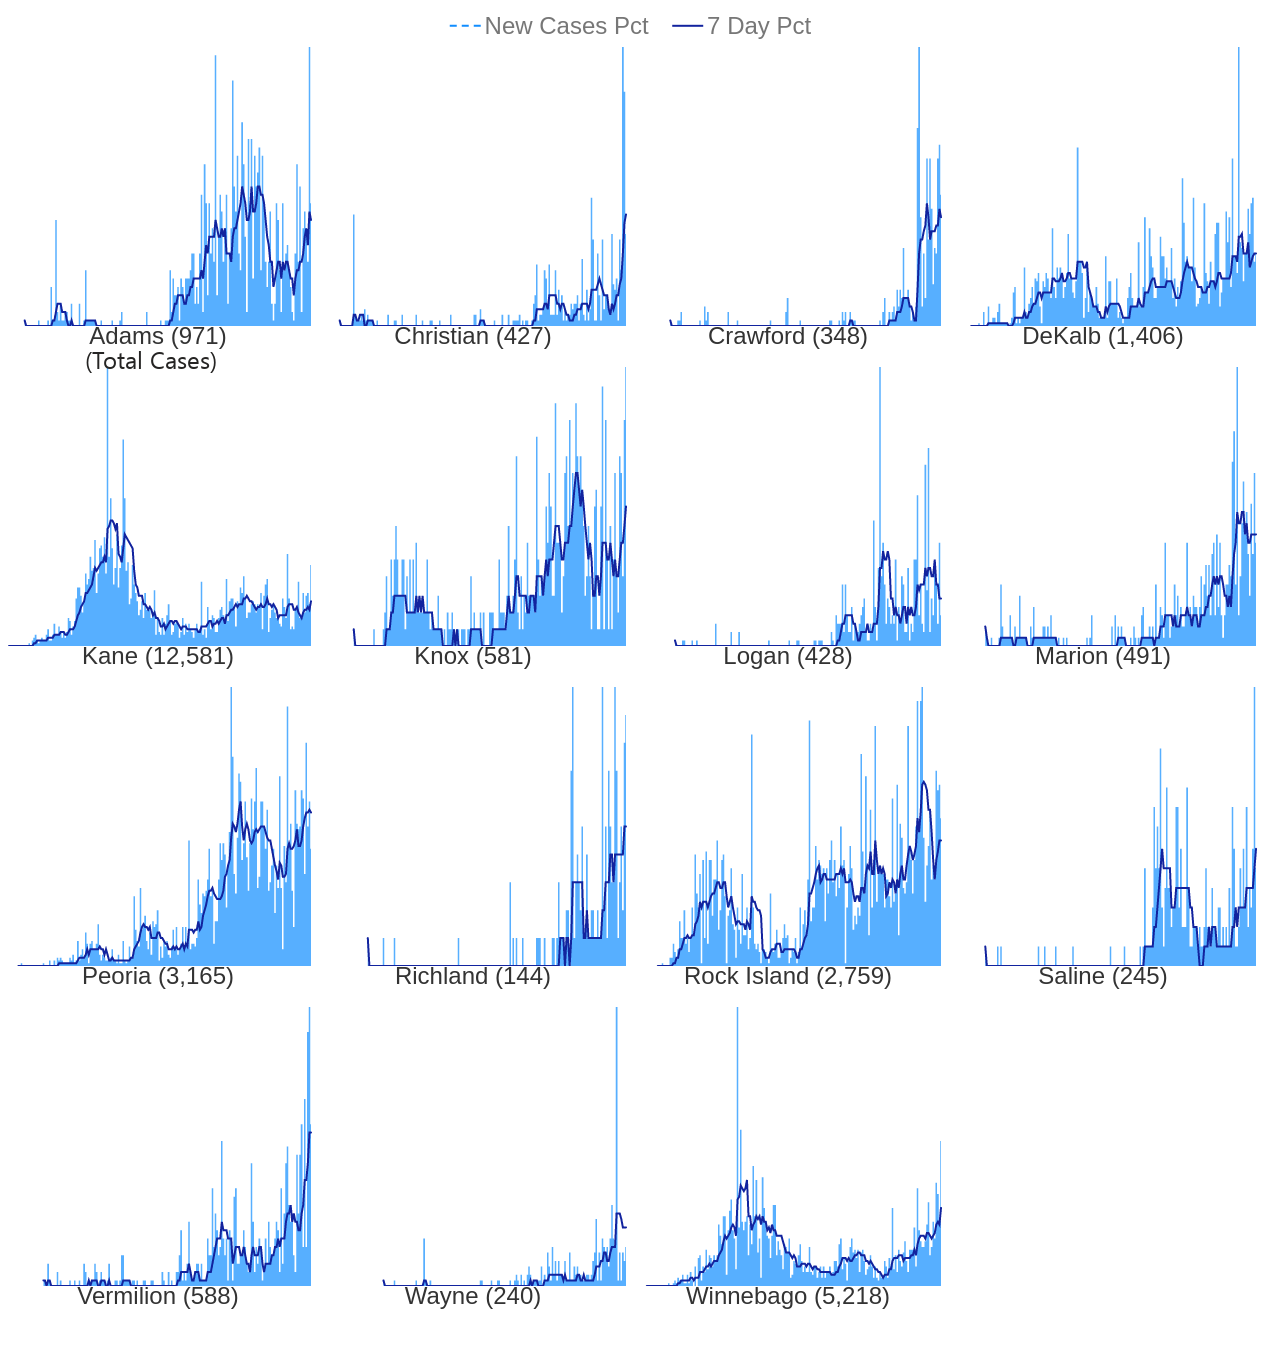 New Cases Pct 7 Day Pct
Adams (971) Christian (427) Crawford (348) DeKalb (1,406)
(Total Cases)
Kane (12,581) Knox (581) Logan (428) Marion (491)
Peoria (3,165) Richland (144) Rock Island (2,759) Saline (245)
Vermilion (588) Wayne (240) Winnebago (5,218)